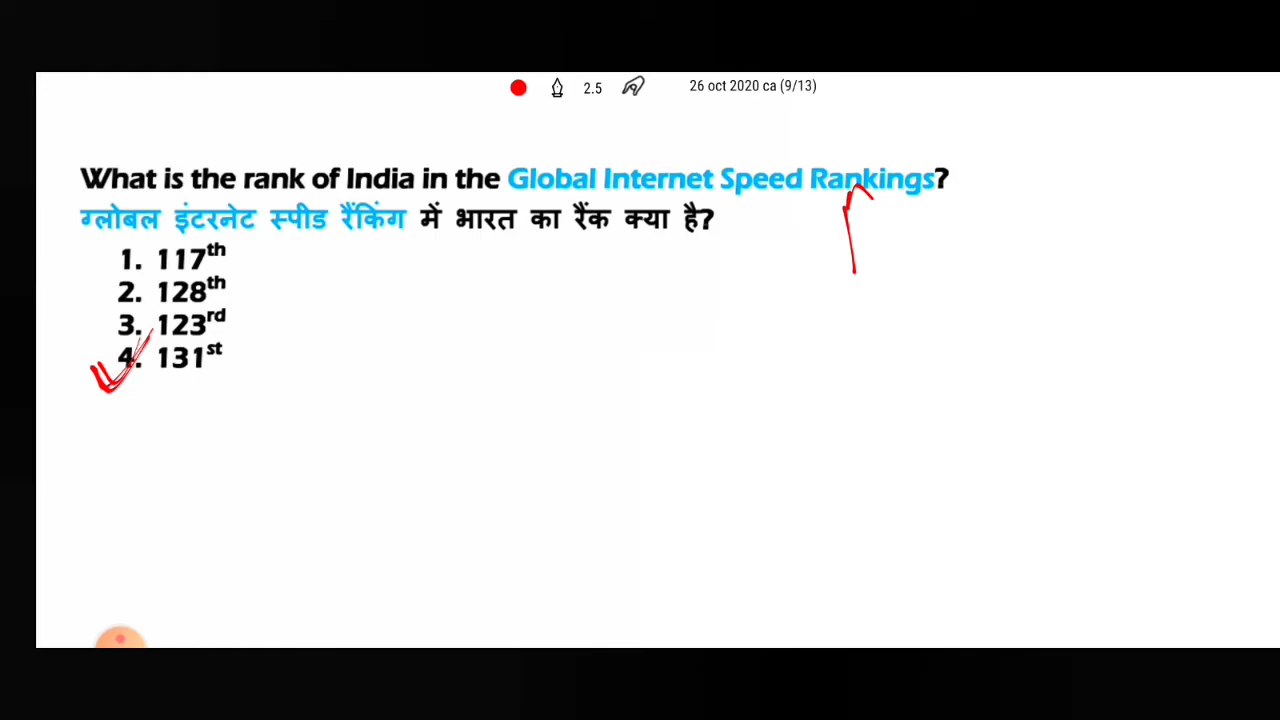 2.5 26 oct 2020 ca (9/13)
What is the rank of India in the Global Internet Speed Rankings?
ग्लोबल इंटरनेट स्पीड रैंकिंग में भारत का रैंक क्या है?
1. 117th
2. 128th
3. 123rd
4. 131st